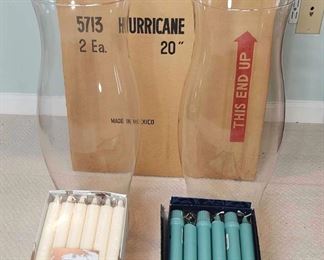 5713 HURRICANE
2 Ea. 20"
MADE IN MEXICO
THIS END UP